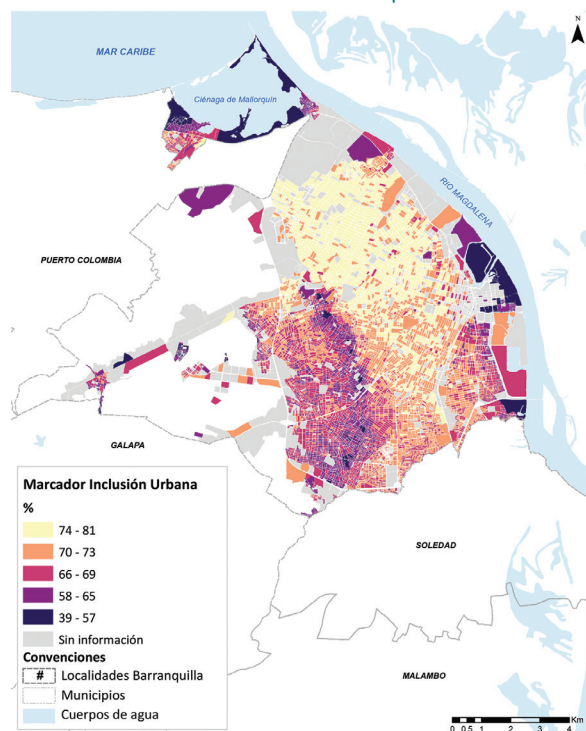 N
MAR CARIBE
Ciénaga de Mallorquín
RIO MAGDALENA
PUERTO COLOMBIA
GALAPA
Marcador Inclusión Urbana
%
74 - 81
70 - 73
66 - 69
58 - 65
39 - 57
Sin información
Convenciones
# Localidades Barranquilla
Municipios
Cuerpos de agua
SOLEDAD
MALAMBO
Km
0 0.5 1 2 3 4